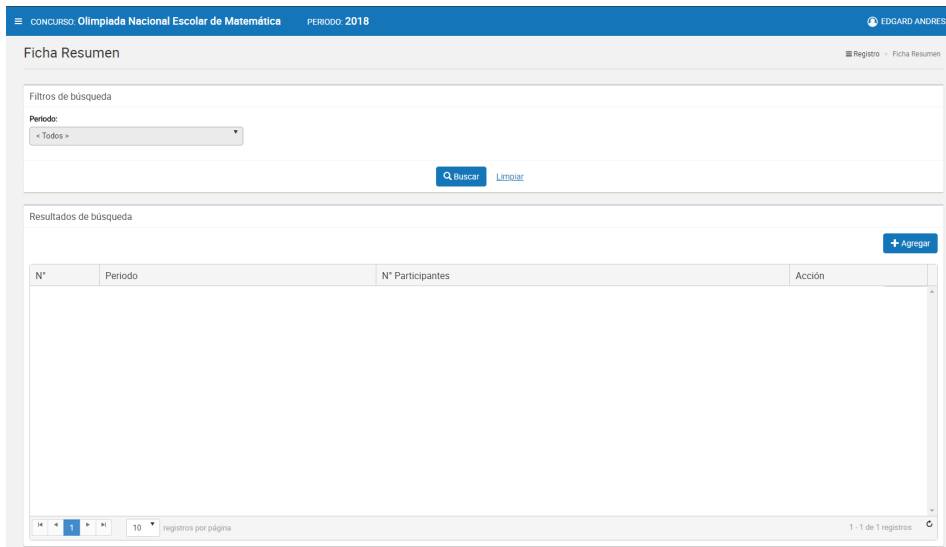 CONCURSO: Olimpiada Nacional Escolar de Matemática PERIODO: 2018 EDGARD ANDRES
Ficha Resumen
Registro > Ficha Resumen
Filtros de búsqueda
Periodo:
< Todos >
Buscar Limpiar
Resultados de búsqueda
+ Agregar
N° Periodo N° Participantes Acción
1 10 registros por página 1 - 1 de 1 registros